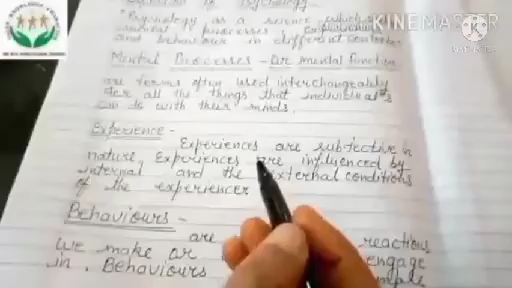 Definition of Psychology -
"Psychology as a science which
mental processes, experiences
and behaviour in different contexts.
Mental Processes - Or mental function
are terms often used interchangeably
for all the things that individual's
can do with their minds.
Experience -
Experiences are subjective in
nature, Experiences are influenced by
internal and the external conditions
of the experiencer
Behaviours -
are reactions
we make or engage
in. Behaviours
KINEMASTER